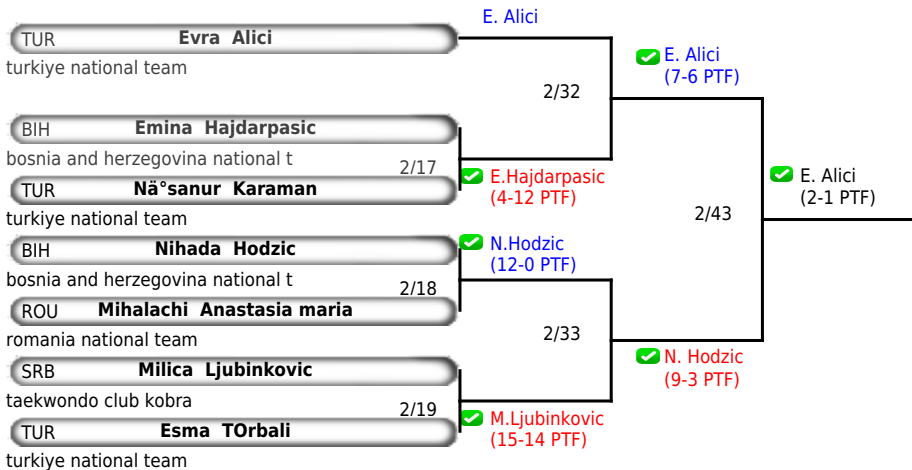 E. Alici
TUR Evra Alici
turkiye national team
E. Alici
(7-6 PTF)
2/32
BIH Emina Hajdarpasic
bosnia and herzegovina national t
2/17
E.Hajdarpasic
(4-12 PTF)
TUR Nä°sanur Karaman
turkiye national team
E. Alici
(2-1 PTF)
2/43
BIH Nihada Hodzic
bosnia and herzegovina national t
N.Hodzic
(12-0 PTF)
2/18
ROU Mihalachi Anastasia maria
romania national team
2/33
N. Hodzic
(9-3 PTF)
SRB Milica Ljubinkovic
taekwondo club kobra
2/19
M.Ljubinkovic
(15-14 PTF)
TUR Esma TOrbali
turkiye national team